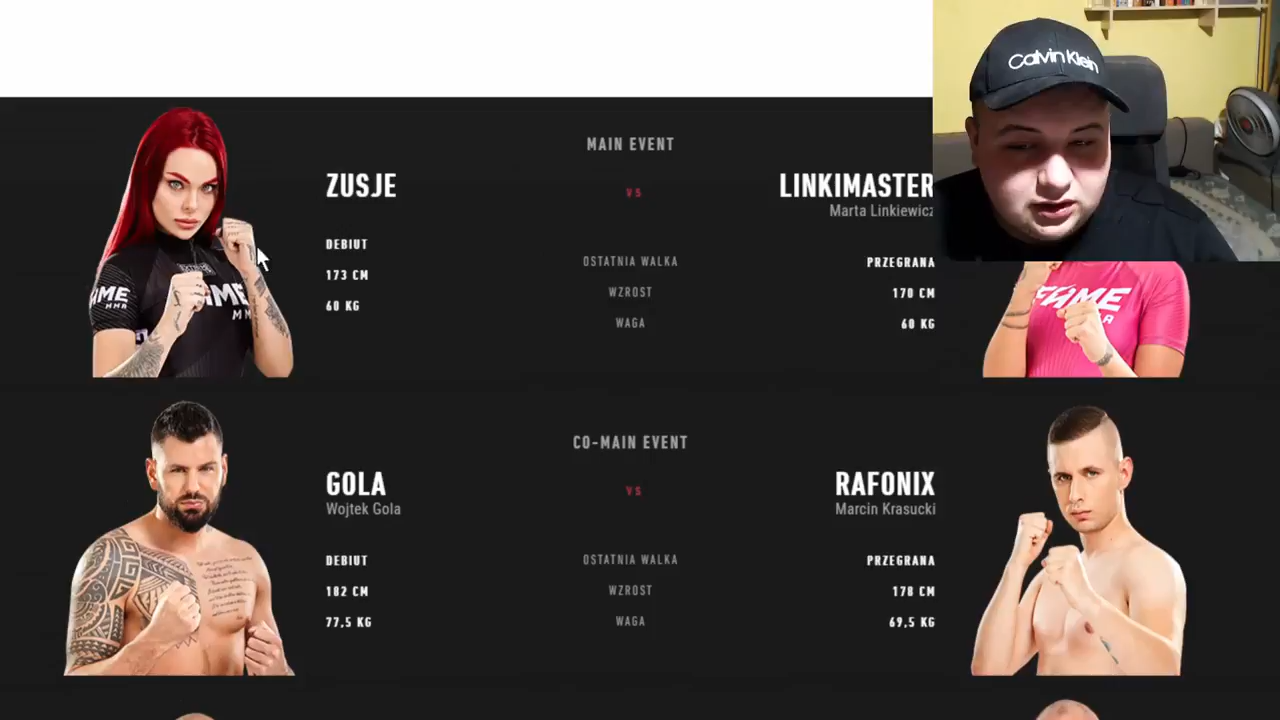 Calvin Klein
MAIN EVENT
ZUSJE
VS
LINKIMASTER
Marta Linkiewicz
DEBIUT
OSTATNIA WALKA
PRZEGRANA
173 CM
WZROST
170 CM
60 KG
WAGA
60 KG
FAME
CO-MAIN EVENT
GOLA
VS
RAFONIX
Wojtek Gola
Marcin Krasucki
DEBIUT
OSTATNIA WALKA
PRZEGRANA
182 CM
WZROST
178 CM
77,5 KG
WAGA
69,5 KG